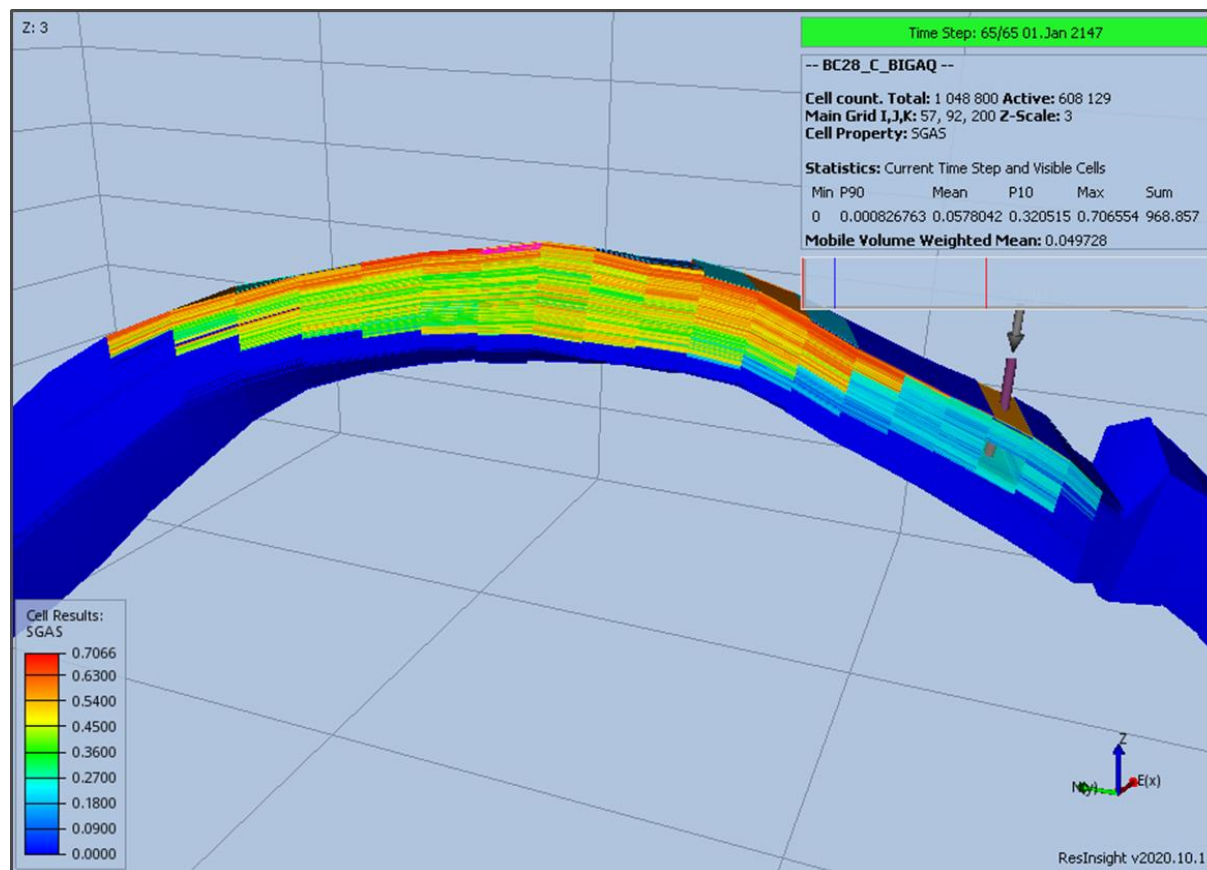 Z: 3
Time Step: 65/65 01.Jan 2147
-- BC28_C_BIGAQ --
Cell count. Total: 1 048 800 Active: 608 129
Main Grid I,J,K: 57, 92, 200 Z-Scale: 3
Cell Property: SGAS
Statistics: Current Time Step and Visible Cells
Min P90 Mean P10 Max Sum
0 0.000826763 0.0578042 0.320515 0.706554 968.857
Mobile Volume Weighted Mean: 0.049728
Cell Results:
SGAS
0.7066
0.6300
0.5400
0.4500
0.3600
0.2700
0.1800
0.0900
0.0000
Z
N(y)
E(x)
ResInsight v2020.10.1